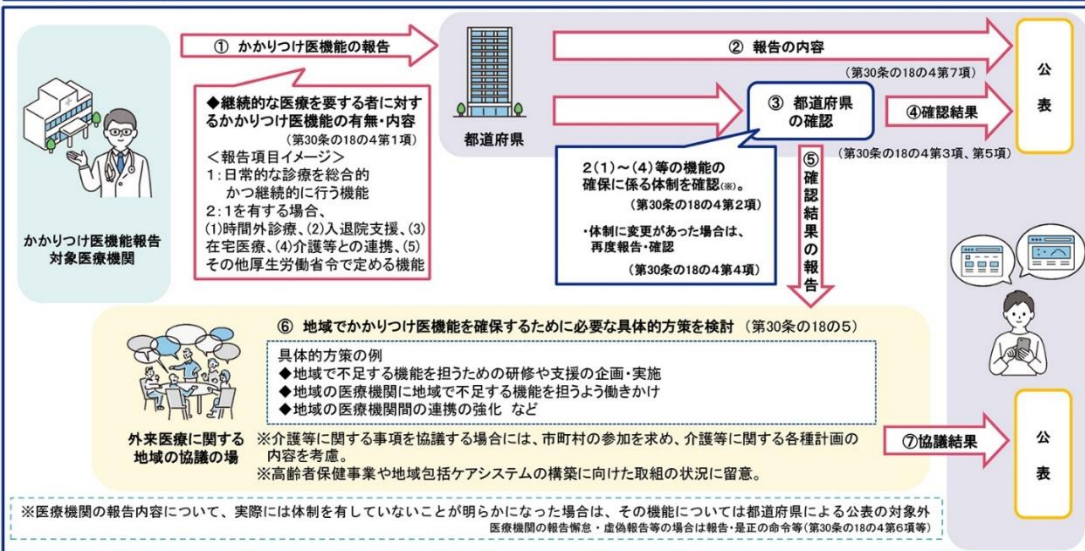 ① かかりつけ医機能の報告
② 報告の内容
(第30条の18の4第7項)
公表
◆継続的な医療を要する者に対す
るかかりつけ医機能の有無・内容
(第30条の18の4第1項)
＜報告項目イメージ＞
1：日常的な診療を総合的
かつ継続的に行う機能
2：1を有する場合、
(1)時間外診療、(2)入退院支援、(3)
在宅医療、(4)介護等との連携、(5)
その他厚生労働省令で定める機能
かかりつけ医機能報告
対象医療機関
都道府県
③ 都道府県
の確認
④確認結果
(第30条の18の4第3項、第5項)
2(1)～(4)等の機能の
確保に係る体制を確認(※)。
(第30条の18の4第2項)
・体制に変更があった場合は、
再度報告・確認
(第30条の18の4第4項)
⑤確認結果の報告
⑥ 地域でかかりつけ医機能を確保するために必要な具体的方策を検討 (第30条の18の5)
具体的方策の例
◆地域で不足する機能を担うための研修や支援の企画・実施
◆地域の医療機関に地域で不足する機能を担うよう働きかけ
◆地域の医療機関間の連携の強化 など
外来医療に関する
地域の協議の場
※介護等に関する事項を協議する場合には、市町村の参加を求め、介護等に関する各種計画の
内容を考慮。
※高齢者保健事業や地域包括ケアシステムの構築に向けた取組の状況に留意。
⑦協議結果
公表
※医療機関の報告内容について、実際には体制を有していないことが明らかになった場合は、その機能については都道府県による公表の対象外
医療機関の報告懈怠・虚偽報告等の場合は報告・是正の命令等(第30条の18の4第6項等)